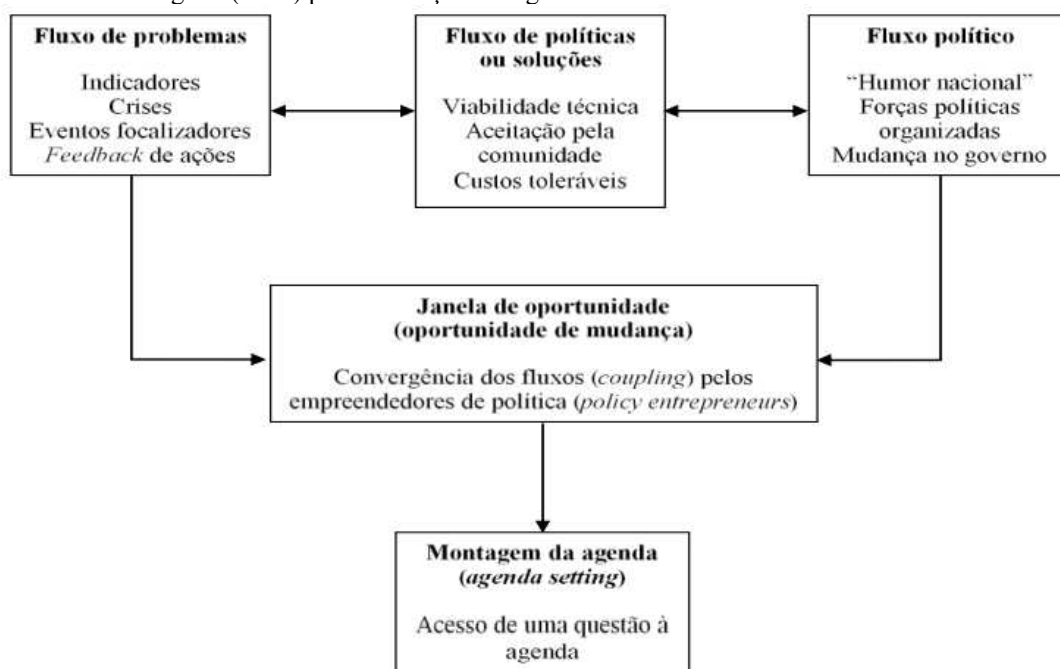 Fluxo de problemas
Indicadores
Crises
Eventos focalizadores
Feedback de ações
Fluxo de políticas
ou soluções
Viabilidade técnica
Aceitação pela
comunidade
Custos toleráveis
Fluxo político
“Humor nacional”
Forças políticas
organizadas
Mudança no governo
Janela de oportunidade
(oportunidade de mudança)
Convergência dos fluxos (coupling) pelos
empreendedores de política (policy entrepreneurs)
Montagem da agenda
(agenda setting)
Acesso de uma questão à
agenda